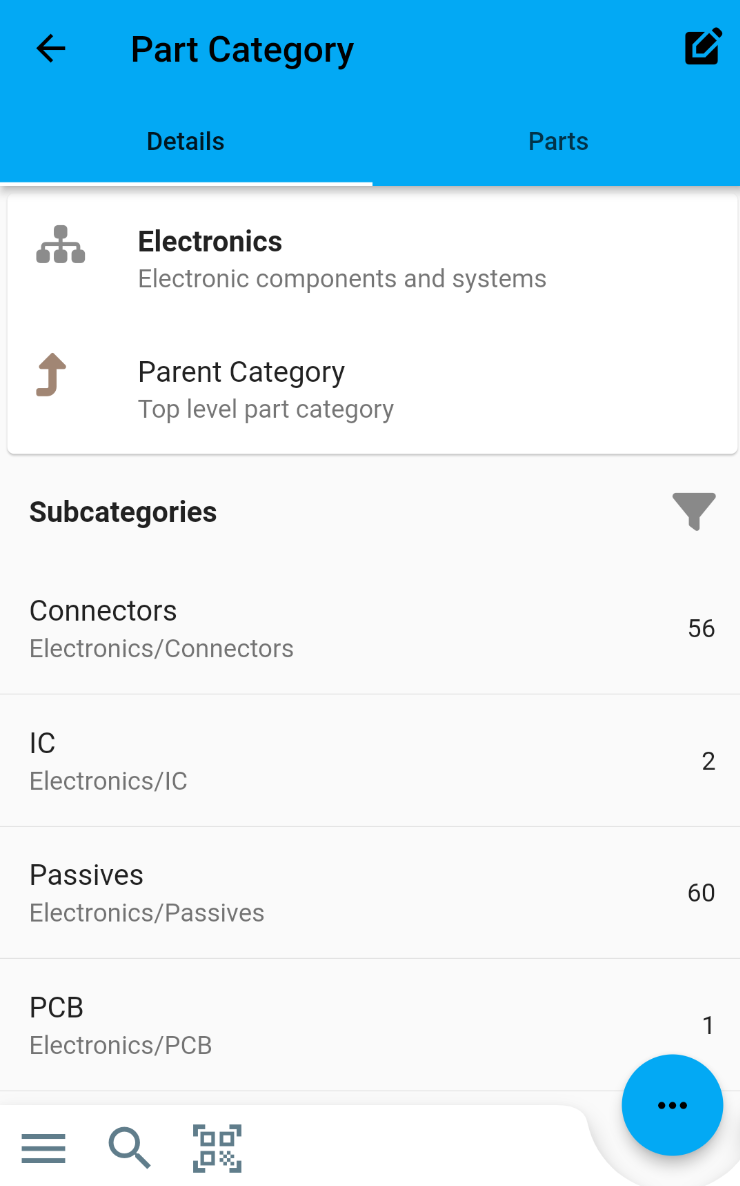 Part Category
Details
Parts
Electronics
Electronic components and systems
Parent Category
Top level part category
Subcategories
Connectors
Electronics/Connectors
56
IC
Electronics/IC
2
Passives
Electronics/Passives
60
PCB
Electronics/PCB
1